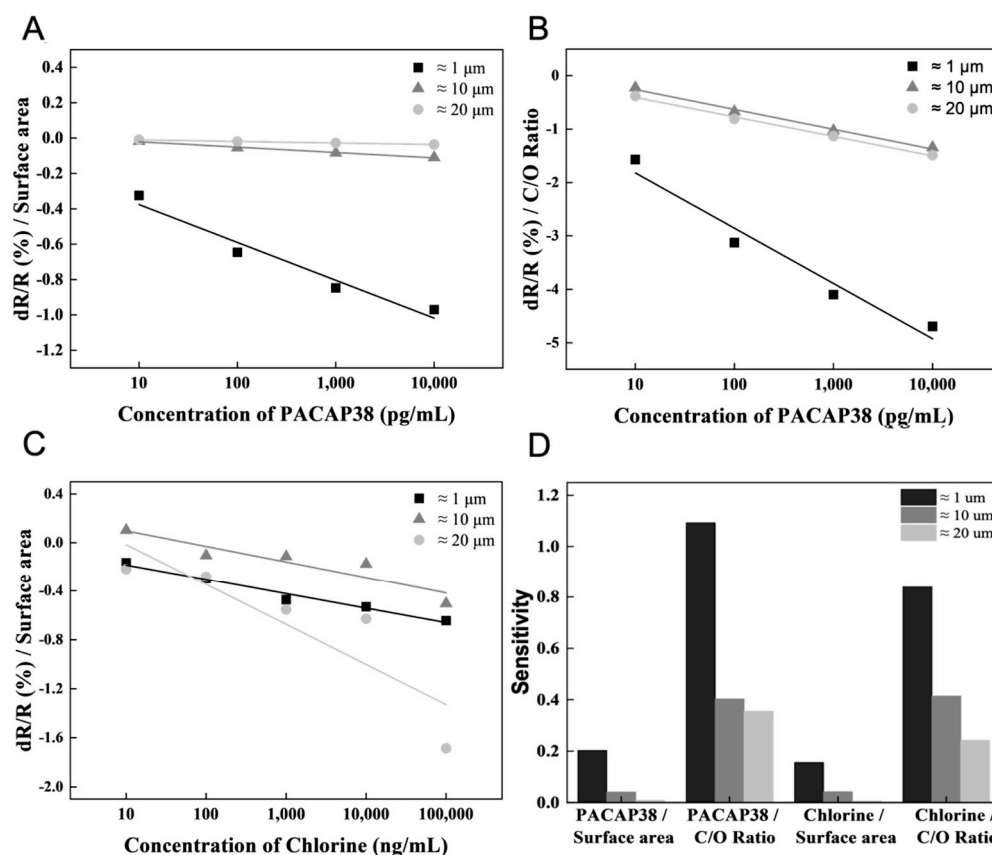 A
0.4
0.2
0.0
-0.2
-0.4
-0.6
-0.8
-1.0
-1.2
dR/R (%) / Surface area
≈ 1 µm
≈ 10 µm
≈ 20 µm
10 100 1,000 10,000
Concentration of PACAP38 (pg/mL)
B
0
-1
-2
-3
-4
-5
dR/R (%) / C/O Ratio
≈ 1 µm
≈ 10 µm
≈ 20 µm
10 100 1,000 10,000
Concentration of PACAP38 (pg/mL)
C
0.4
0.0
-0.4
-0.8
-1.2
-1.6
-2.0
dR/R (%) / Surface area
≈ 1 µm
≈ 10 µm
≈ 20 µm
10 100 1,000 10,000 100,000
Concentration of Chlorine (ng/mL)
D
1.2
1.0
0.8
0.6
0.4
0.2
0.0
Sensitivity
≈ 1 um
≈ 10 um
≈ 20 um
PACAP38 / PACAP38 / Chlorine / Chlorine /
Surface area C/O Ratio Surface area C/O Ratio